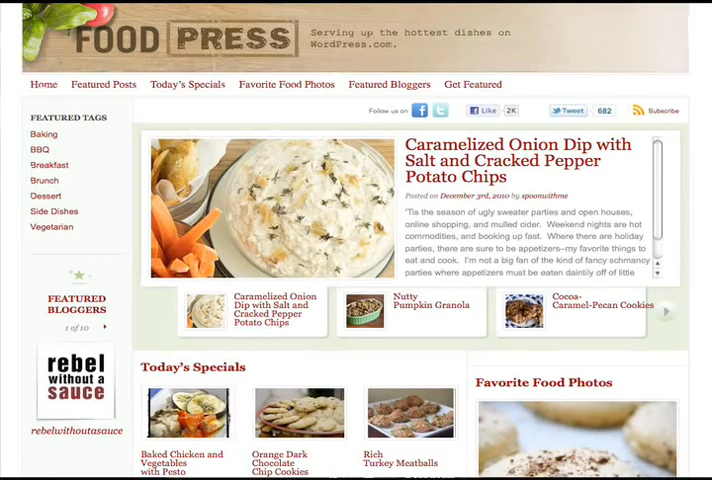 FOOD PRESS
Serving up the hottest dishes on
WordPress.com.
Home Featured Posts Today's Specials Favorite Food Photos Featured Bloggers Get Featured
Follow us on Like 2K Tweet 682 Subscribe
FEATURED TAGS
Baking
BBQ
Breakfast
Brunch
Dessert
Side Dishes
Vegetarian
FEATURED
BLOGGERS
1 of 10
rebel
without a
sauce
rebelwithoutasauce
Caramelized Onion Dip with
Salt and Cracked Pepper
Potato Chips
Posted on December 3rd, 2010 by spoonwithme
'Tis the season of ugly sweater parties and open houses,
online shopping, and mulled cider. Weekend nights are hot
commodities, and booking up fast. Where there are holiday
parties, there are sure to be appetizers—my favorite things to
eat and cook. I'm not a big fan of the kind of fancy schmancy
parties where appetizers must be eaten daintily off of little
Caramelized Onion
Dip with Salt and
Cracked Pepper
Potato Chips
Nutty
Pumpkin Granola
Cocoa-
Caramel-Pecan Cookies
Today's Specials
Baked Chicken and
Vegetables
with Pesto
Orange Dark
Chocolate
Chip Cookies
Rich
Turkey Meatballs
Favorite Food Photos